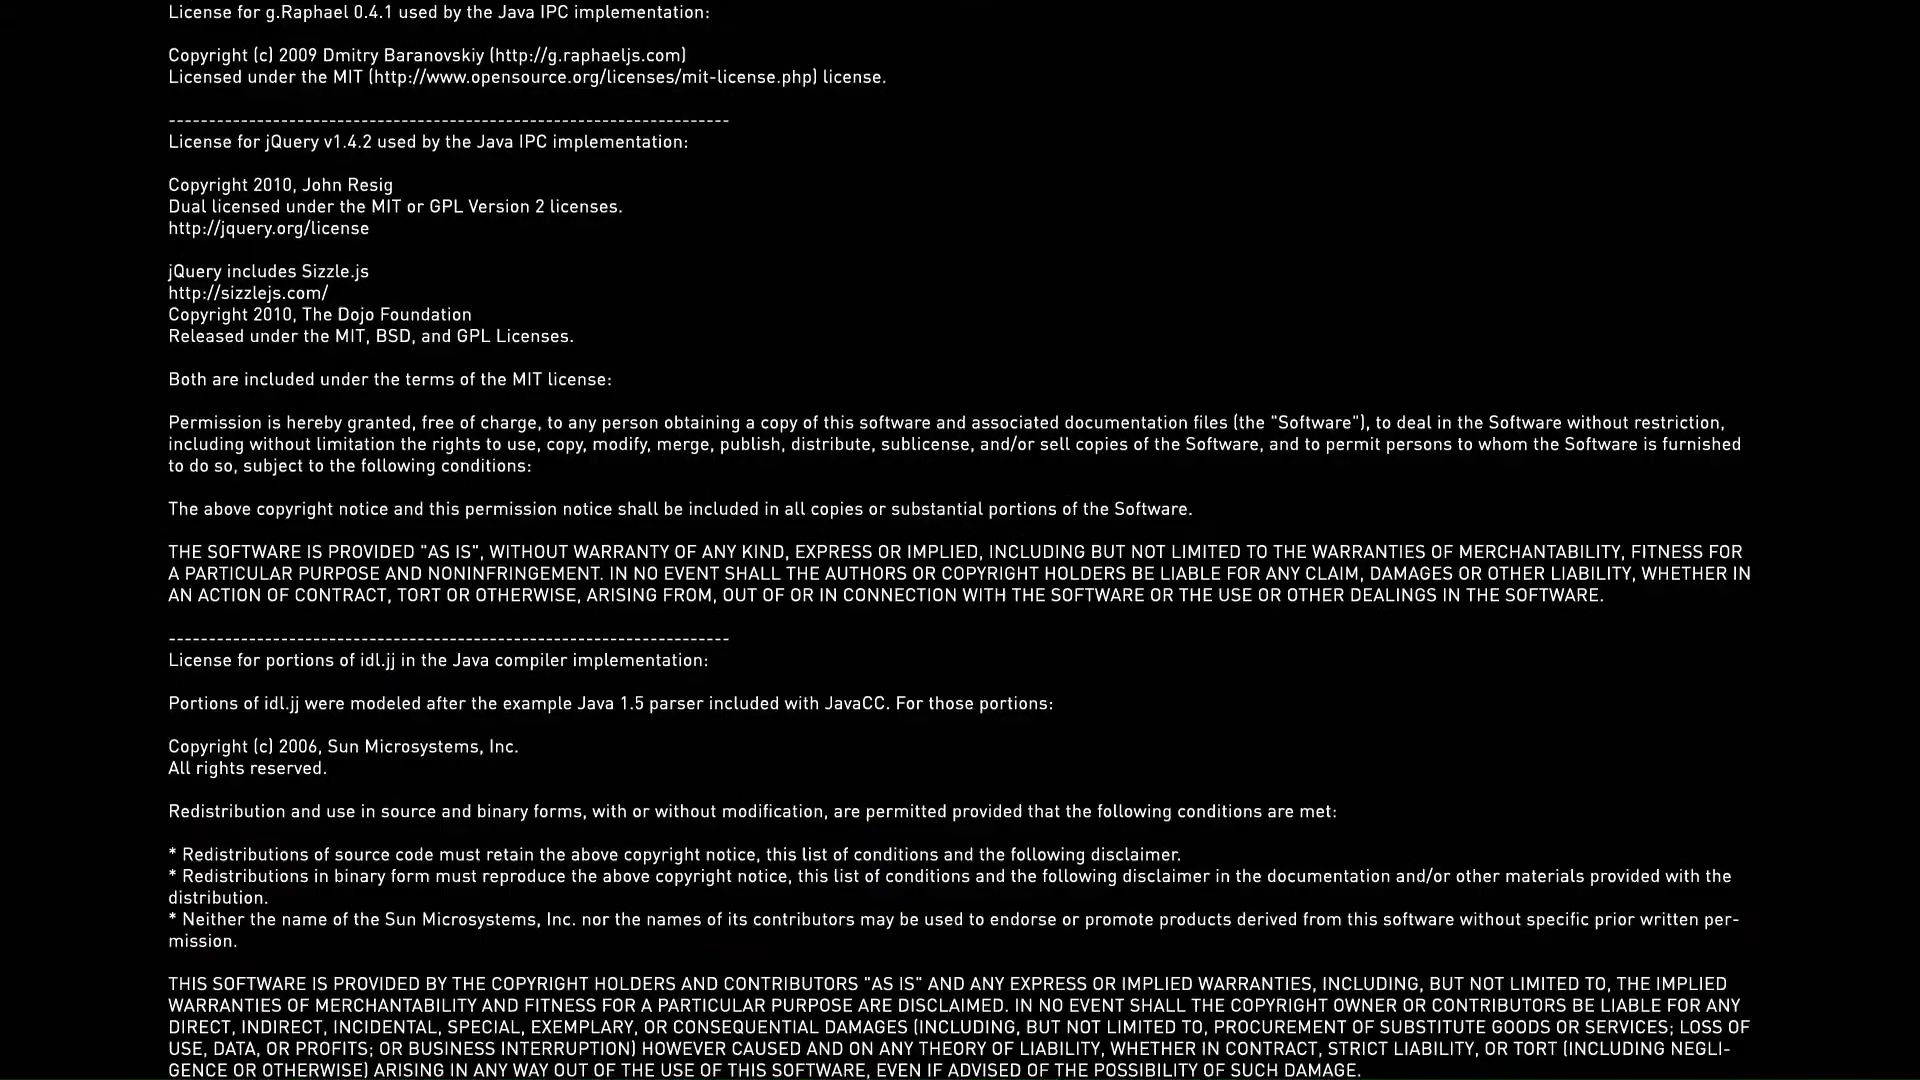 License for g.Raphael 0.4.1 used by the Java IPC implementation:
Copyright (c) 2009 Dmitry Baranovskiy (http://g.raphaeljs.com)
Licensed under the MIT (http://www.opensource.org/licenses/mit-license.php) license.
----------------------------------------------------------------------
License for jQuery v1.4.2 used by the Java IPC implementation:
Copyright 2010, John Resig
Dual licensed under the MIT or GPL Version 2 licenses.
http://jquery.org/license
jQuery includes Sizzle.js
http://sizzlejs.com/
Copyright 2010, The Dojo Foundation
Released under the MIT, BSD, and GPL Licenses.
Both are included under the terms of the MIT license:
Permission is hereby granted, free of charge, to any person obtaining a copy of this software and associated documentation files (the "Software"), to deal in the Software without restriction,
including without limitation the rights to use, copy, modify, merge, publish, distribute, sublicense, and/or sell copies of the Software, and to permit persons to whom the Software is furnished
to do so, subject to the following conditions:
The above copyright notice and this permission notice shall be included in all copies or substantial portions of the Software.
THE SOFTWARE IS PROVIDED "AS IS", WITHOUT WARRANTY OF ANY KIND, EXPRESS OR IMPLIED, INCLUDING BUT NOT LIMITED TO THE WARRANTIES OF MERCHANTABILITY, FITNESS FOR
A PARTICULAR PURPOSE AND NONINFRINGEMENT. IN NO EVENT SHALL THE AUTHORS OR COPYRIGHT HOLDERS BE LIABLE FOR ANY CLAIM, DAMAGES OR OTHER LIABILITY, WHETHER IN
AN ACTION OF CONTRACT, TORT OR OTHERWISE, ARISING FROM, OUT OF OR IN CONNECTION WITH THE SOFTWARE OR THE USE OR OTHER DEALINGS IN THE SOFTWARE.
----------------------------------------------------------------------
License for portions of idl.jj in the Java compiler implementation:
Portions of idl.jj were modeled after the example Java 1.5 parser included with JavaCC. For those portions:
Copyright (c) 2006, Sun Microsystems, Inc.
All rights reserved.
Redistribution and use in source and binary forms, with or without modification, are permitted provided that the following conditions are met:
* Redistributions of source code must retain the above copyright notice, this list of conditions and the following disclaimer.
* Redistributions in binary form must reproduce the above copyright notice, this list of conditions and the following disclaimer in the documentation and/or other materials provided with the
distribution.
* Neither the name of the Sun Microsystems, Inc. nor the names of its contributors may be used to endorse or promote products derived from this software without specific prior written per-
mission.
THIS SOFTWARE IS PROVIDED BY THE COPYRIGHT HOLDERS AND CONTRIBUTORS "AS IS" AND ANY EXPRESS OR IMPLIED WARRANTIES, INCLUDING, BUT NOT LIMITED TO, THE IMPLIED
WARRANTIES OF MERCHANTABILITY AND FITNESS FOR A PARTICULAR PURPOSE ARE DISCLAIMED. IN NO EVENT SHALL THE COPYRIGHT OWNER OR CONTRIBUTORS BE LIABLE FOR ANY
DIRECT, INDIRECT, INCIDENTAL, SPECIAL, EXEMPLARY, OR CONSEQUENTIAL DAMAGES (INCLUDING, BUT NOT LIMITED TO, PROCUREMENT OF SUBSTITUTE GOODS OR SERVICES; LOSS OF
USE, DATA, OR PROFITS; OR BUSINESS INTERRUPTION) HOWEVER CAUSED AND ON ANY THEORY OF LIABILITY, WHETHER IN CONTRACT, STRICT LIABILITY, OR TORT (INCLUDING NEGLI-
GENCE OR OTHERWISE) ARISING IN ANY WAY OUT OF THE USE OF THIS SOFTWARE, EVEN IF ADVISED OF THE POSSIBILITY OF SUCH DAMAGE.